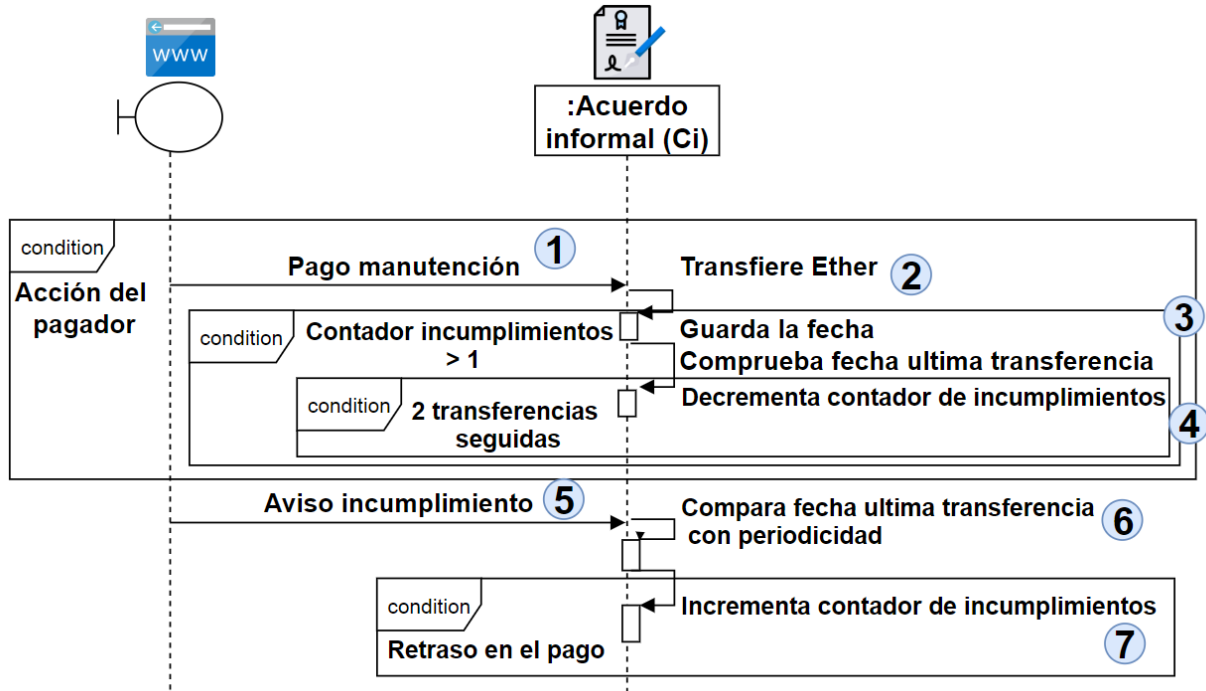 www
:Acuerdo
informal (Ci)
condition
Acción del
pagador
Pago manutención
1
Transfiere Ether
2
condition
Contador incumplimientos
> 1
Guarda la fecha
3
Comprueba fecha ultima transferencia
condition
2 transferencias
seguidas
Decrementa contador de incumplimientos
4
Aviso incumplimiento
5
Compara fecha ultima transferencia
con periodicidad
6
condition
Retraso en el pago
Incrementa contador de incumplimientos
7